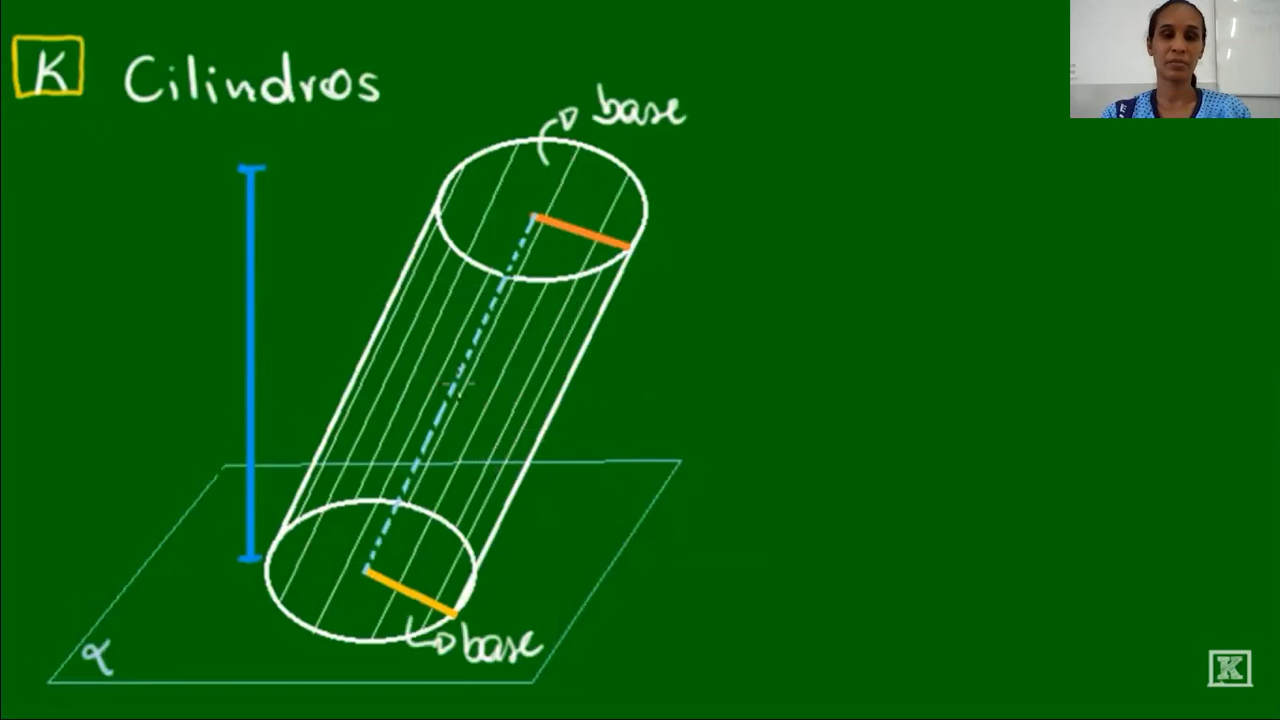 K Cilindros
base
α
base
K